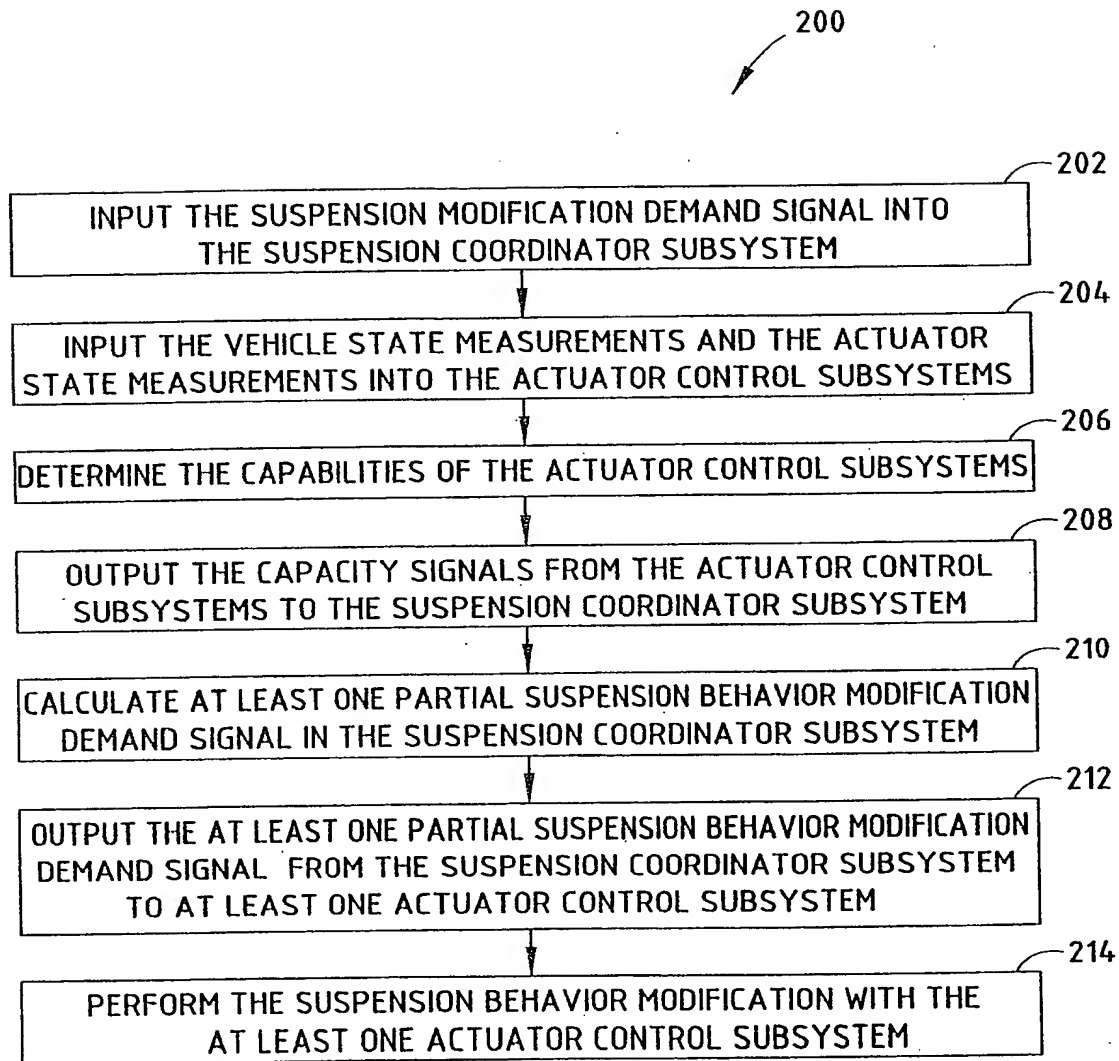 200
202
INPUT THE SUSPENSION MODIFICATION DEMAND SIGNAL INTO
THE SUSPENSION COORDINATOR SUBSYSTEM
204
INPUT THE VEHICLE STATE MEASUREMENTS AND THE ACTUATOR
STATE MEASUREMENTS INTO THE ACTUATOR CONTROL SUBSYSTEMS
206
DETERMINE THE CAPABILITIES OF THE ACTUATOR CONTROL SUBSYSTEMS
208
OUTPUT THE CAPACITY SIGNALS FROM THE ACTUATOR CONTROL
SUBSYSTEMS TO THE SUSPENSION COORDINATOR SUBSYSTEM
210
CALCULATE AT LEAST ONE PARTIAL SUSPENSION BEHAVIOR MODIFICATION
DEMAND SIGNAL IN THE SUSPENSION COORDINATOR SUBSYSTEM
212
OUTPUT THE AT LEAST ONE PARTIAL SUSPENSION BEHAVIOR MODIFICATION
DEMAND SIGNAL FROM THE SUSPENSION COORDINATOR SUBSYSTEM
TO AT LEAST ONE ACTUATOR CONTROL SUBSYSTEM
214
PERFORM THE SUSPENSION BEHAVIOR MODIFICATION WITH THE
AT LEAST ONE ACTUATOR CONTROL SUBSYSTEM